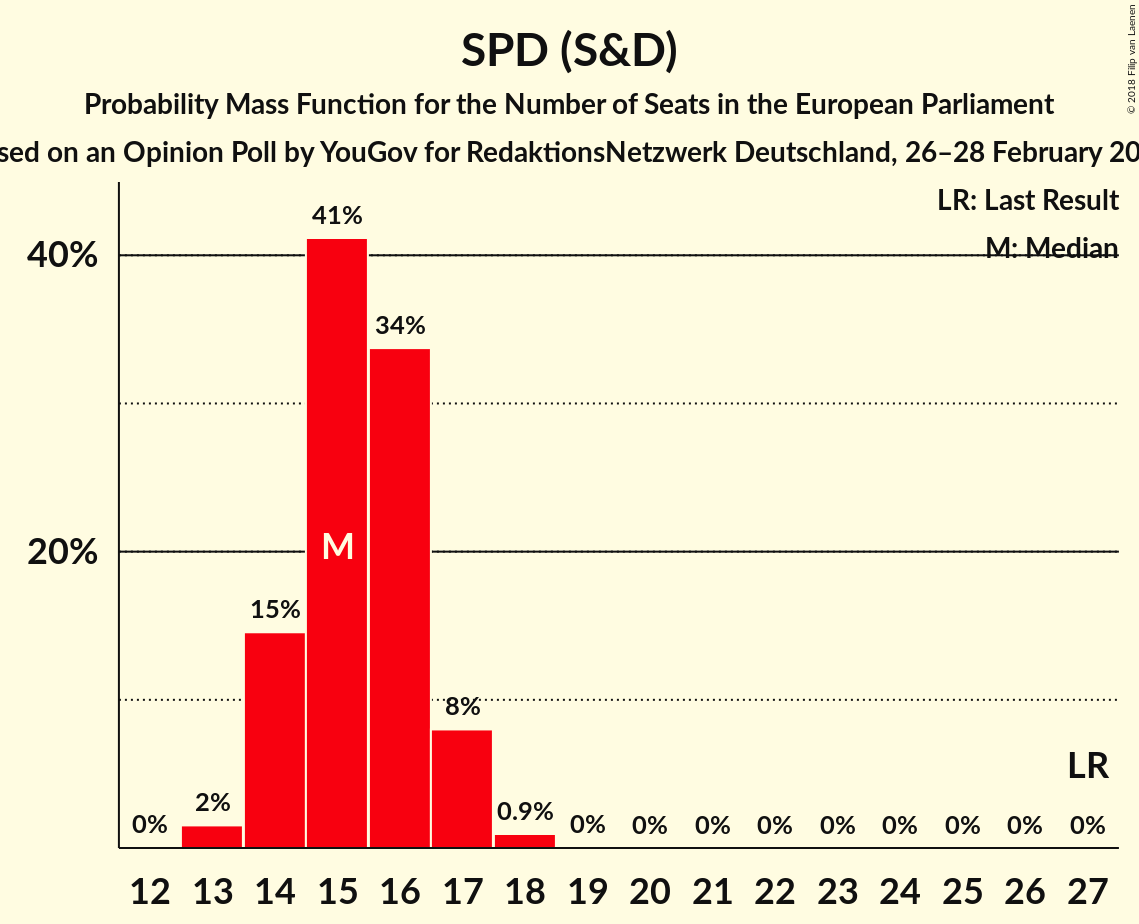 SPD (S&D)
Probability Mass Function for the Number of Seats in the European Parliament
sed on an Opinion Poll by YouGov for RedaktionsNetzwerk Deutschland, 26–28 February 20
© 2018 Filip van Laenen
LR: Last Result
M: Median
40%
20%
0%
2%
15%
41%
34%
8%
0.9%
0%
0%
0%
0%
0%
0%
0%
0%
0%
M
LR
12 13 14 15 16 17 18 19 20 21 22 23 24 25 26 27